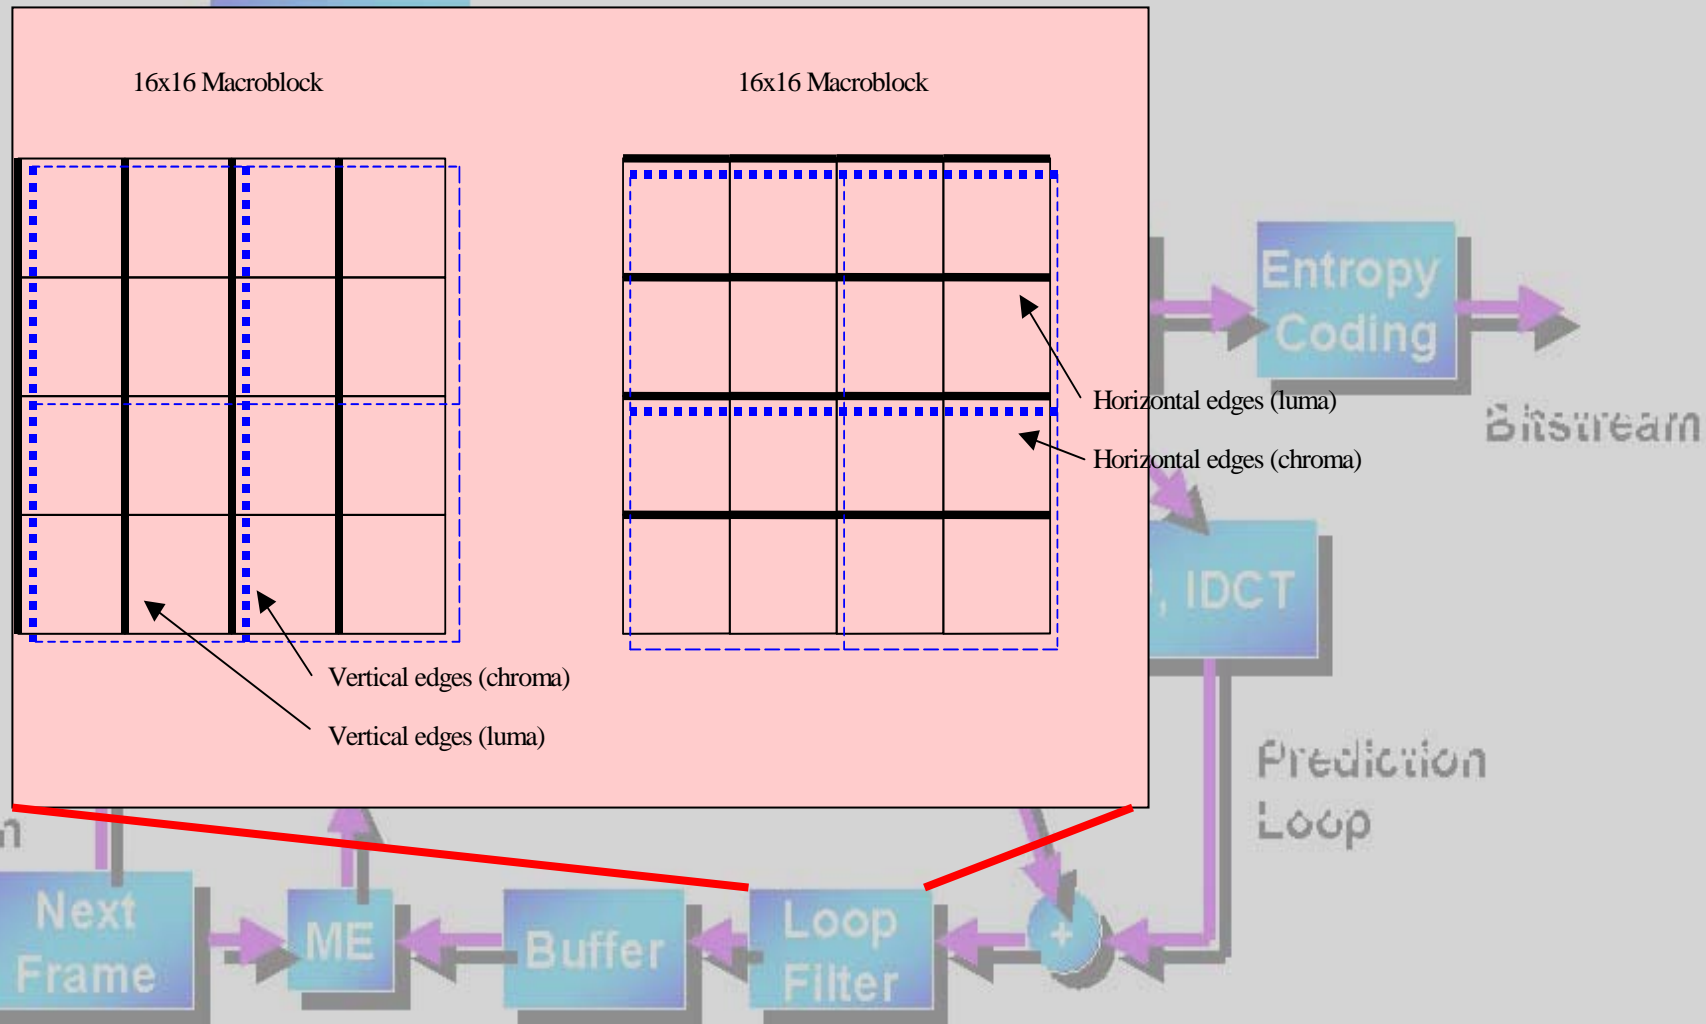 16x16 Macroblock
16x16 Macroblock
Entropy
Coding
Horizontal edges (luma)
Bitstream
Horizontal edges (chroma)
, IDCT
Vertical edges (chroma)
Vertical edges (luma)
Prediction
Loop
Next
Frame
ME
Buffer
Loop
Filter
+